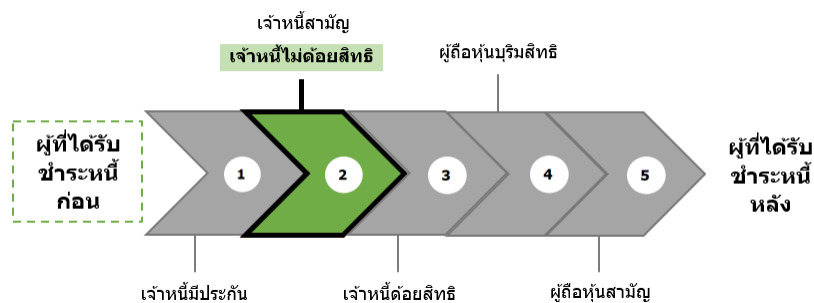 เจ้าหนี้สามัญ
เจ้าหนี้ไม่ด้อยสิทธิ
ผู้ถือหุ้นบุริมสิทธิ
ผู้ที่ได้รับ
ชำระหนี้
ก่อน
1
2
3
4
5
ผู้ที่ได้รับ
ชำระหนี้
หลัง
เจ้าหนี้มีประกัน
เจ้าหนี้ด้อยสิทธิ
ผู้ถือหุ้นสามัญ